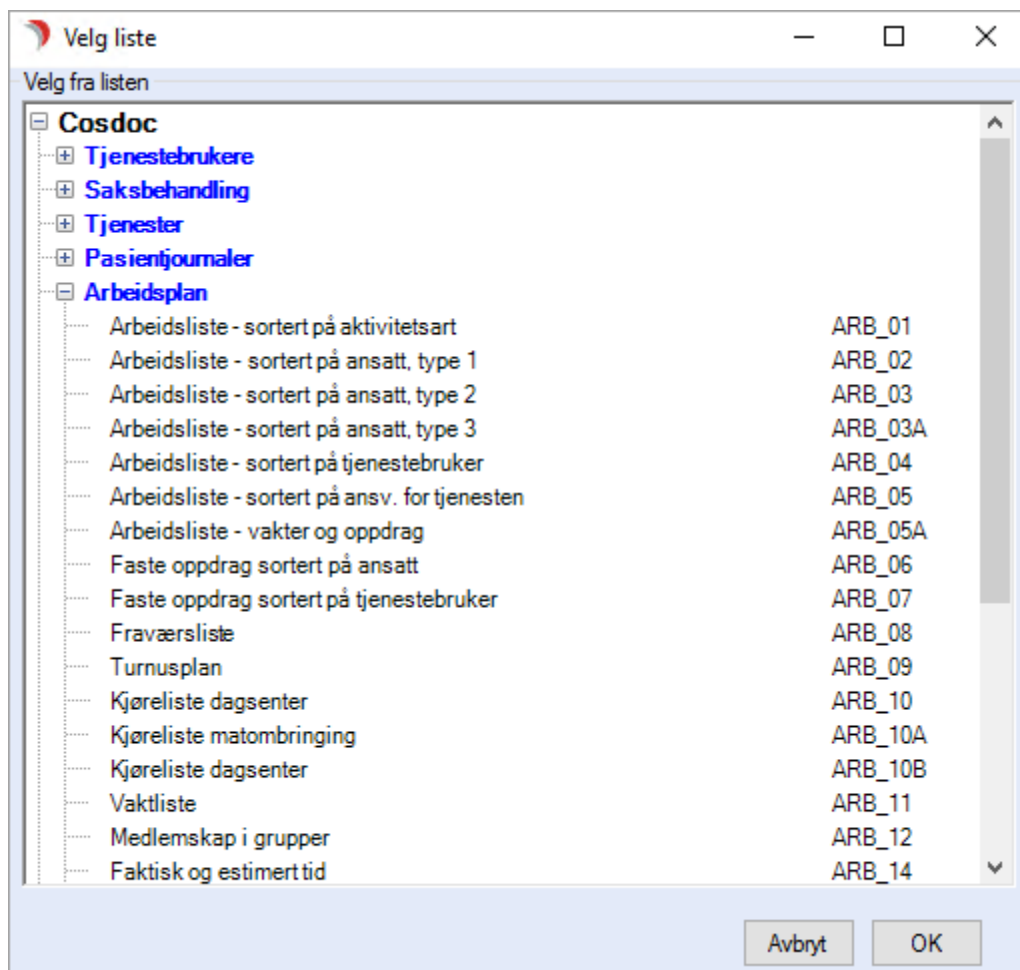 Velg liste
Velg fra listen
Cosdoc
Tjenestebrukere
Saksbehandling
Tjenester
Pasientjournaler
Arbeidsplan
Arbeidsliste - sortert på aktivitetsart ARB_01
Arbeidsliste - sortert på ansatt, type 1 ARB_02
Arbeidsliste - sortert på ansatt, type 2 ARB_03
Arbeidsliste - sortert på ansatt, type 3 ARB_03A
Arbeidsliste - sortert på tjenestebruker ARB_04
Arbeidsliste - sortert på ansv. for tjenesten ARB_05
Arbeidsliste - vakter og oppdrag ARB_05A
Faste oppdrag sortert på ansatt ARB_06
Faste oppdrag sortert på tjenestebruker ARB_07
Fraværsliste ARB_08
Turnusplan ARB_09
Kjøreliste dagsenter ARB_10
Kjøreliste matombringing ARB_10A
Kjøreliste dagsenter ARB_10B
Vaktliste ARB_11
Medlemskap i grupper ARB_12
Faktisk og estimert tid ARB_14
Avbryt OK